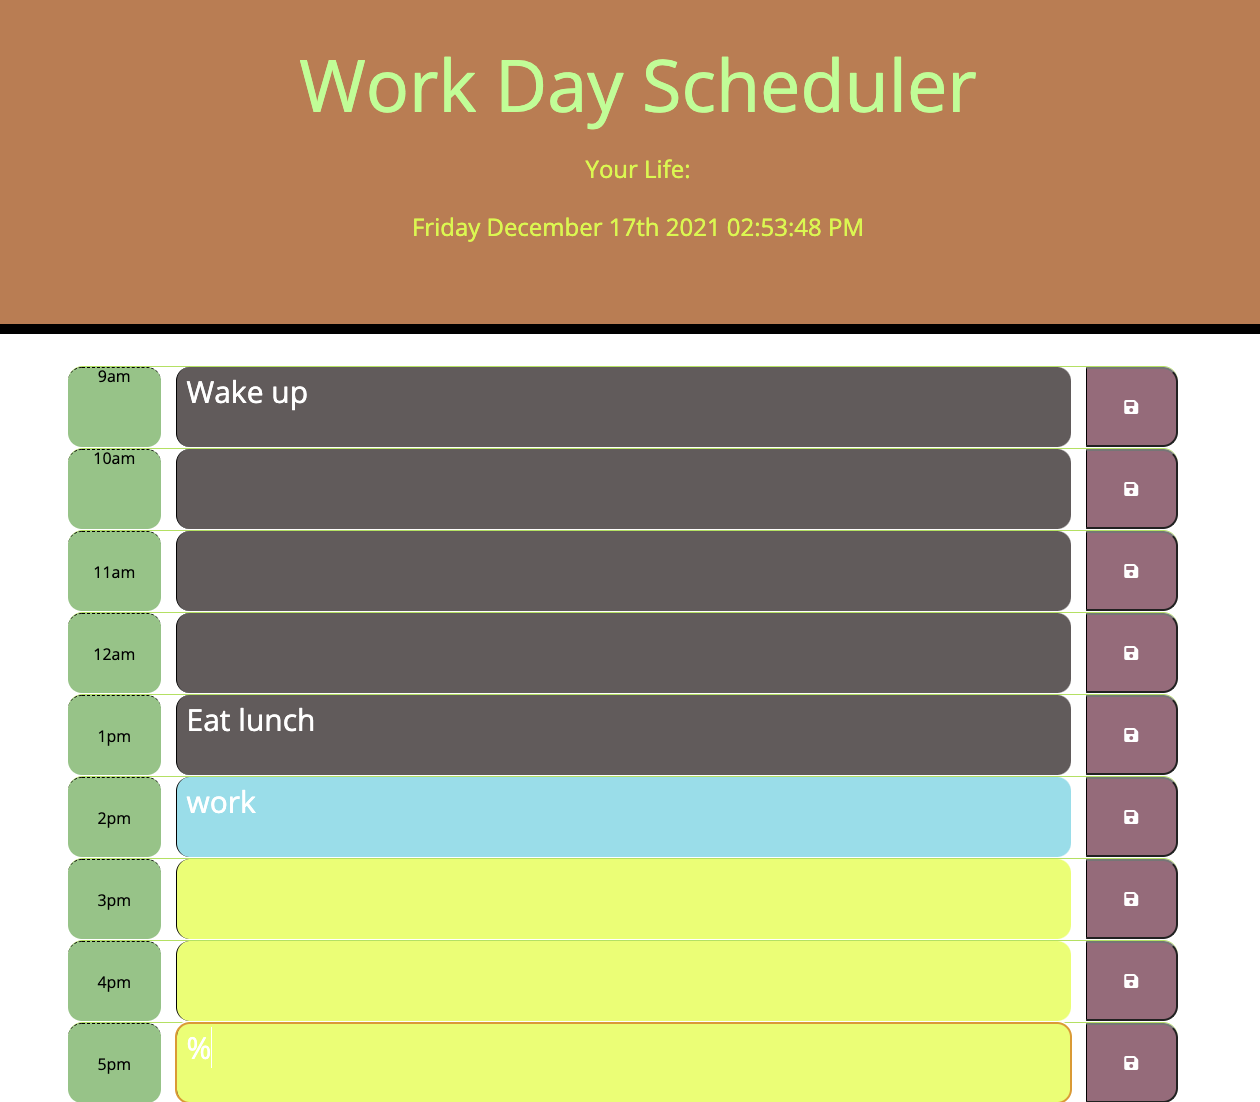 Work Day Scheduler
Your Life:
Friday December 17th 2021 02:53:48 PM
9am
Wake up
10am
11am
12am
1pm
Eat lunch
2pm
work
3pm
4pm
5pm
%